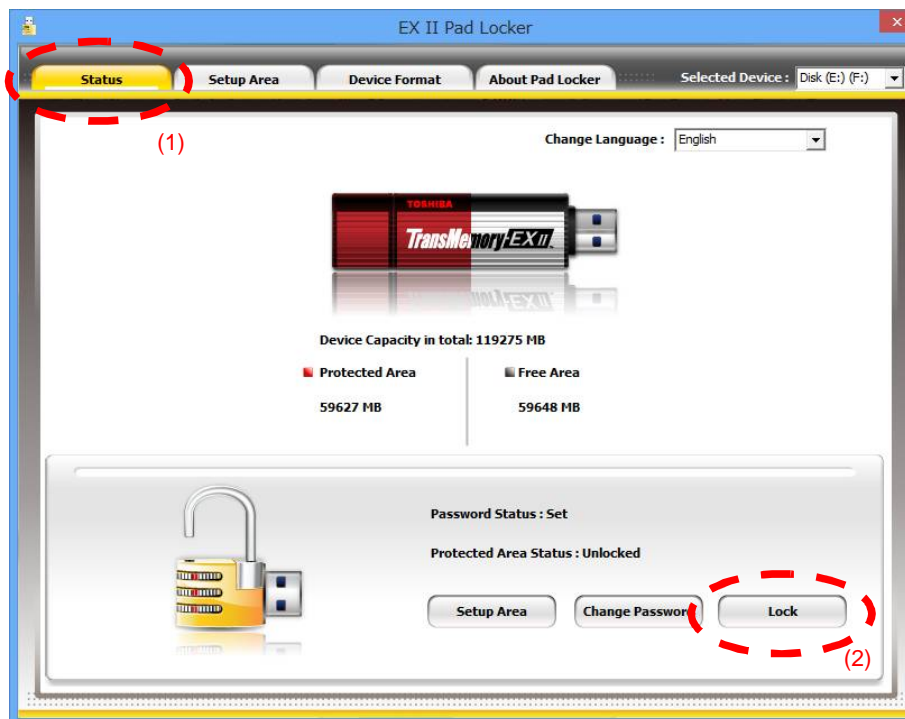 EX II Pad Locker
Status Setup Area Device Format About Pad Locker Selected Device : Disk (E:) (F:)
(1)
Change Language : English
TOSHIBA
TransMemory-EX II
Device Capacity in total: 119275 MB
Protected Area Free Area
59627 MB 59648 MB
Password Status : Set
Protected Area Status : Unlocked
Setup Area Change Password Lock
(2)